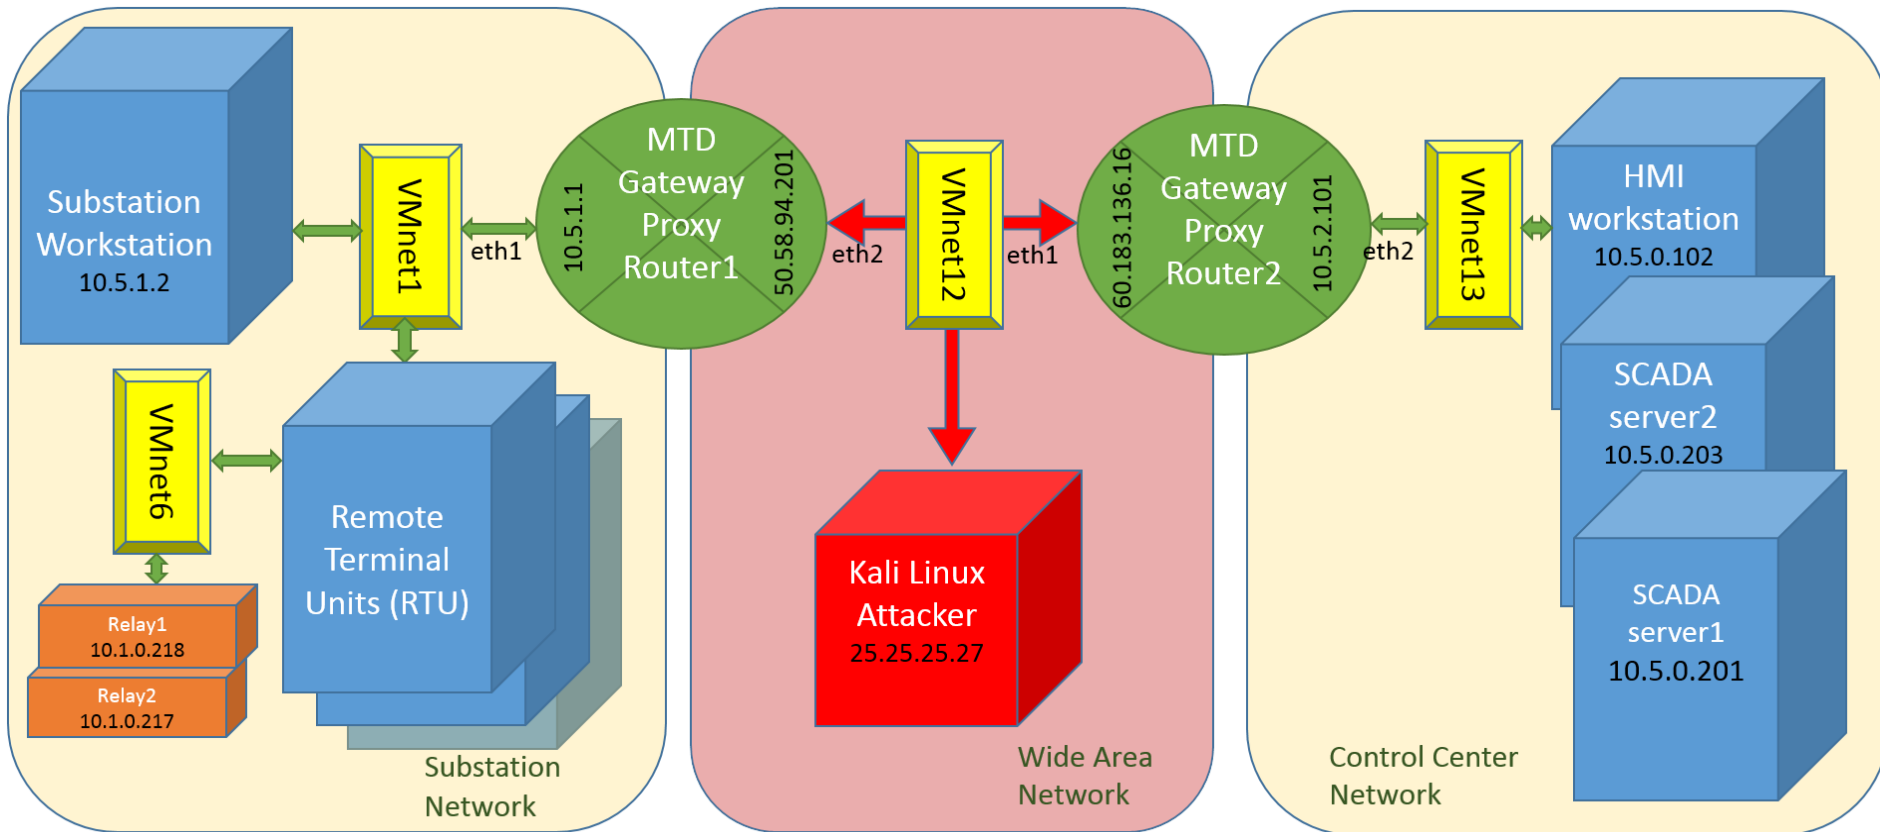 Substation
Workstation
10.5.1.2
VMnet1
eth1
MTD
Gateway
Proxy
Router1
10.5.1.1
50.58.94.201
eth2
VMnet12
eth1
MTD
Gateway
Proxy
Router2
60.183.136.16
10.5.2.101
eth2
VMnet13
HMI
workstation
10.5.0.102
SCADA
server2
10.5.0.203
SCADA
server1
10.5.0.201
VMnet6
Remote
Terminal
Units (RTU)
Relay1
10.1.0.218
Relay2
10.1.0.217
Kali Linux
Attacker
25.25.25.27
Substation
Network
Wide Area
Network
Control Center
Network